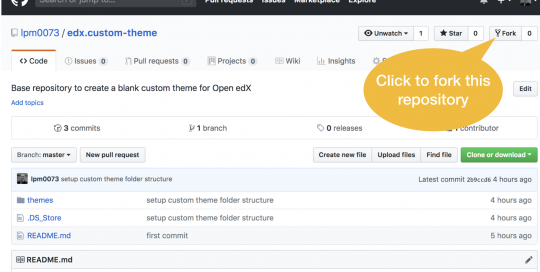 Pull requests Issues Marketplace Explore
lpm0073 / edx.custom-theme
Unwatch 1 Star 0 Fork 0
Code Issues 0 Pull requests 0 Projects 0 Wiki Insights
Click to fork this
repository
Base repository to create a blank custom theme for Open edX
Edit
Add topics
3 commits 1 branch 0 releases contributor
Branch: master New pull request Create new file Upload files Find file Clone or download
lpm0073 setup custom theme folder structure Latest commit 2b9ccd6 4 hours ago
themes setup custom theme folder structure 4 hours ago
.DS_Store setup custom theme folder structure 4 hours ago
README.md first commit 5 hours ago
README.md